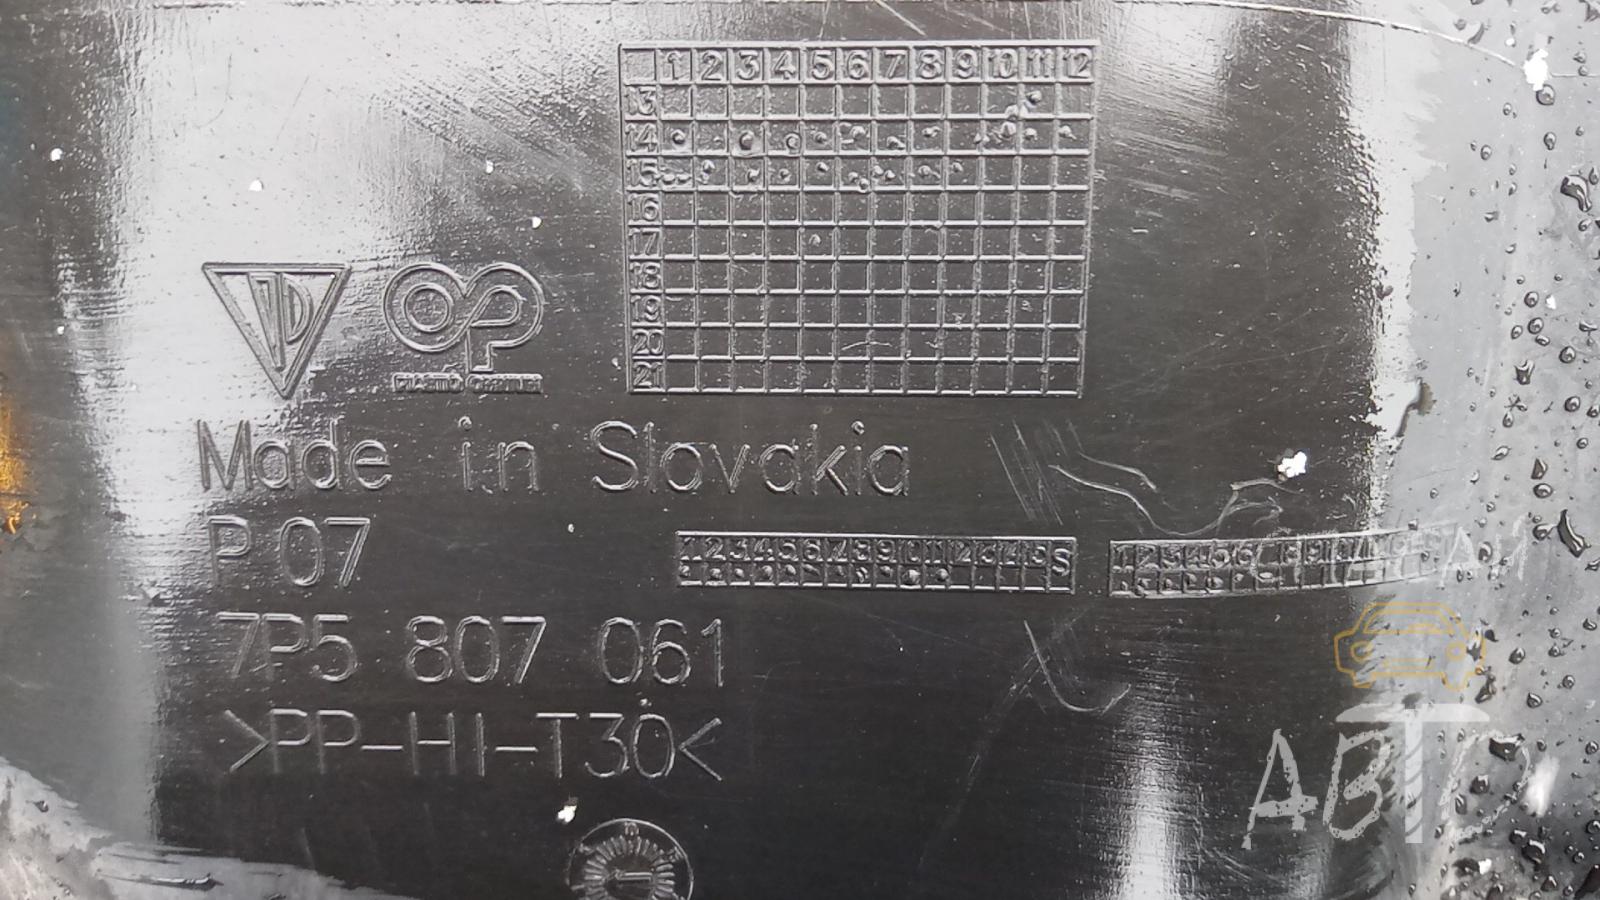 1 2 3 4 5 6 7 8 9 10 11 12
13
14
15
16
17
18
19
20
21
Made in Slovakia
P 07
1 2 3 4 5 6 7 8 9 10 11 12 13 14 15 S
7P5 807 061
>PP-HI-T30<
АВТО